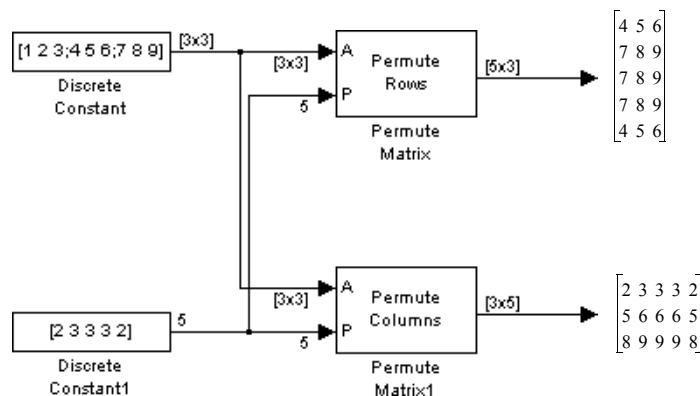 [1 2 3;4 5 6;7 8 9]
[3x3]
Discrete
Constant
[3x3]
A
P
5
Permute
Rows
[5x3]
Permute
Matrix
4 5 6
7 8 9
7 8 9
7 8 9
4 5 6
[2 3 3 3 2]
5
Discrete
Constant1
[3x3]
A
P
5
Permute
Columns
[3x5]
Permute
Matrix1
2 3 3 3 2
5 6 6 6 5
8 9 9 9 8